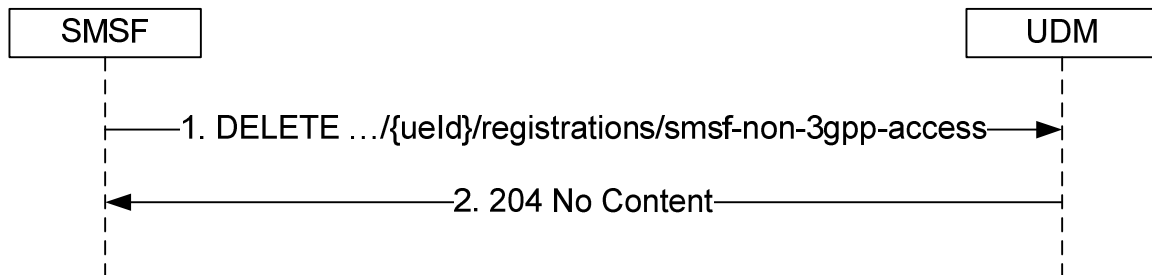 SMSF
UDM
1. DELETE …/{ueId}/registrations/smsf-non-3gpp-access
2. 204 No Content